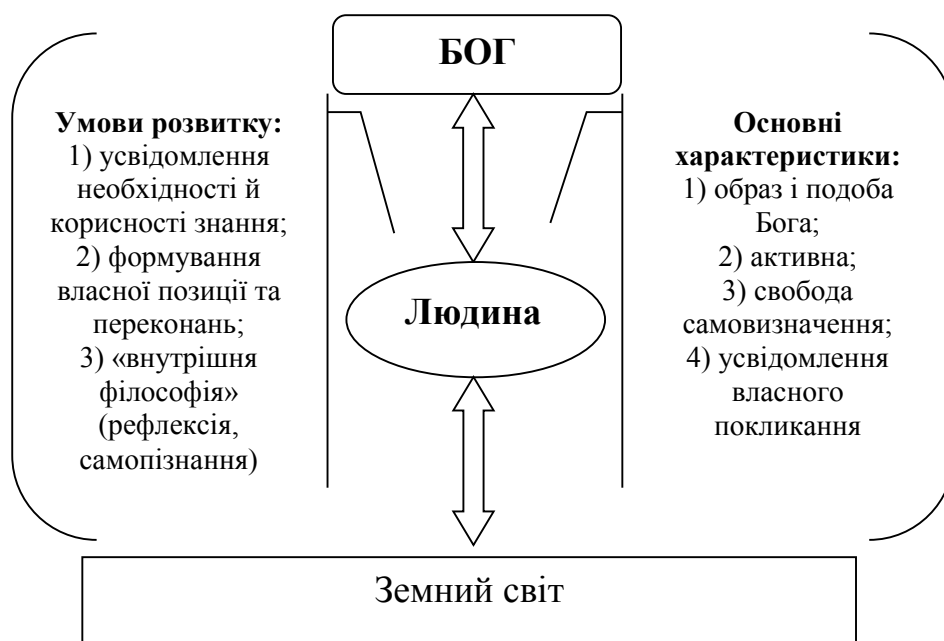 БОГ
Умови розвитку:
1) усвідомлення
необхідності й
корисності знання;
2) формування
власної позиції та
переконань;
3) «внутрішня
філософія»
(рефлексія,
самопізнання)
Людина
Основні
характеристики:
1) образ і подоба
Бога;
2) активна;
3) свобода
самовизначення;
4) усвідомлення
власного
покликання
Земний світ